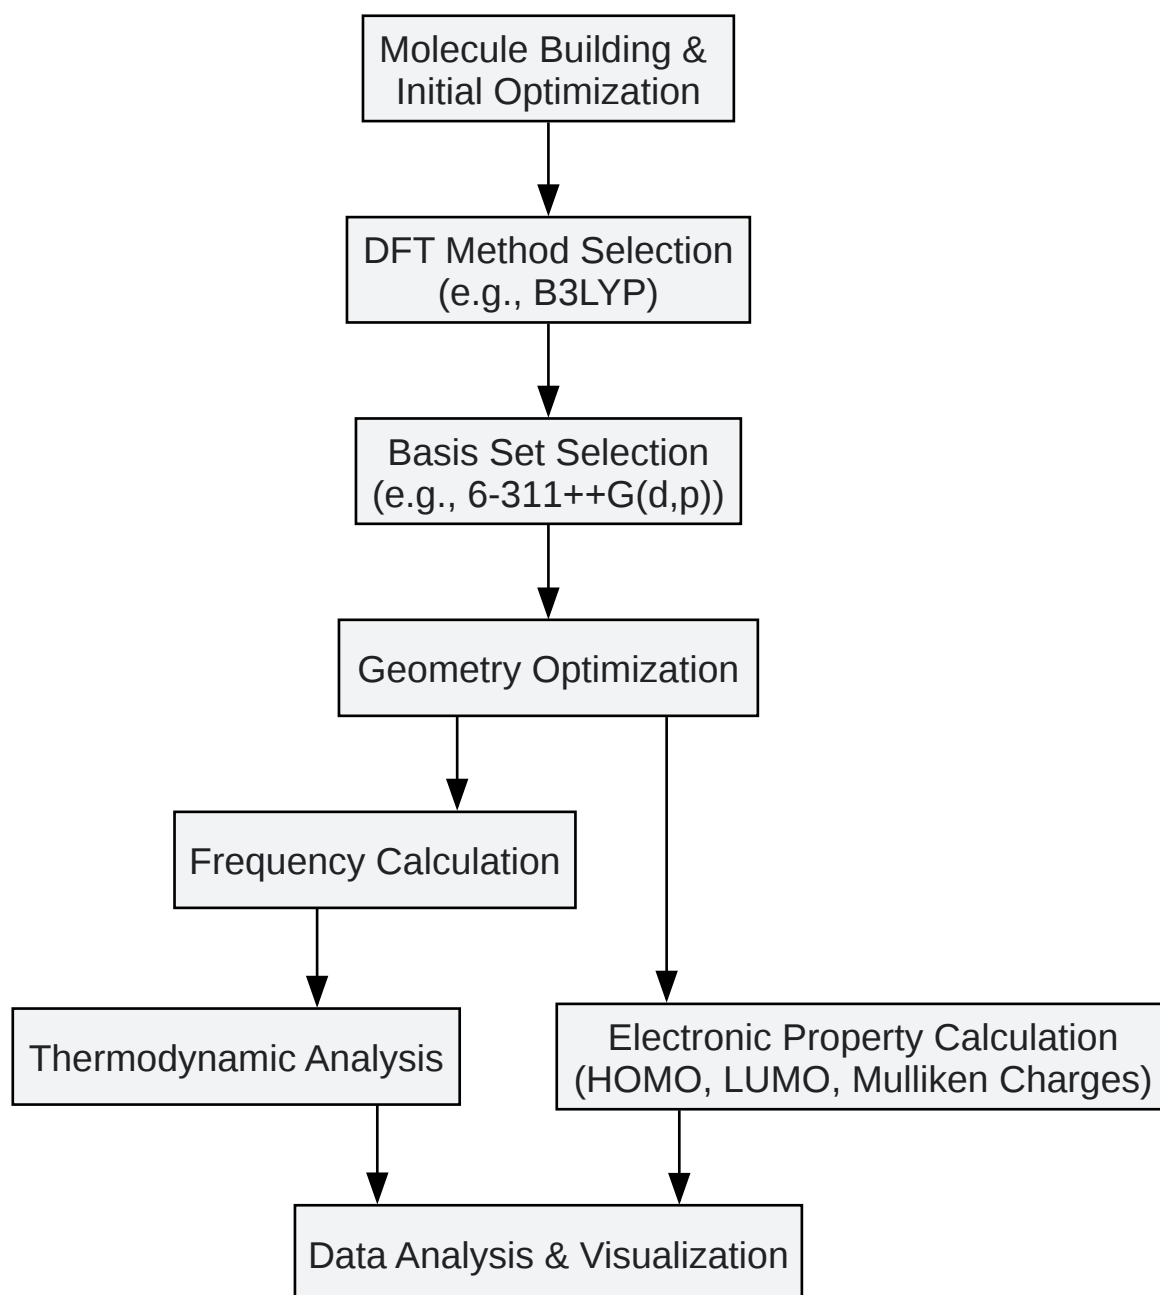 Molecule Building &
Initial Optimization
DFT Method Selection
(e.g., B3LYP)
Basis Set Selection
(e.g., 6-311++G(d,p))
Geometry Optimization
Frequency Calculation
Thermodynamic Analysis
Electronic Property Calculation
(HOMO, LUMO, Mulliken Charges)
Data Analysis & Visualization